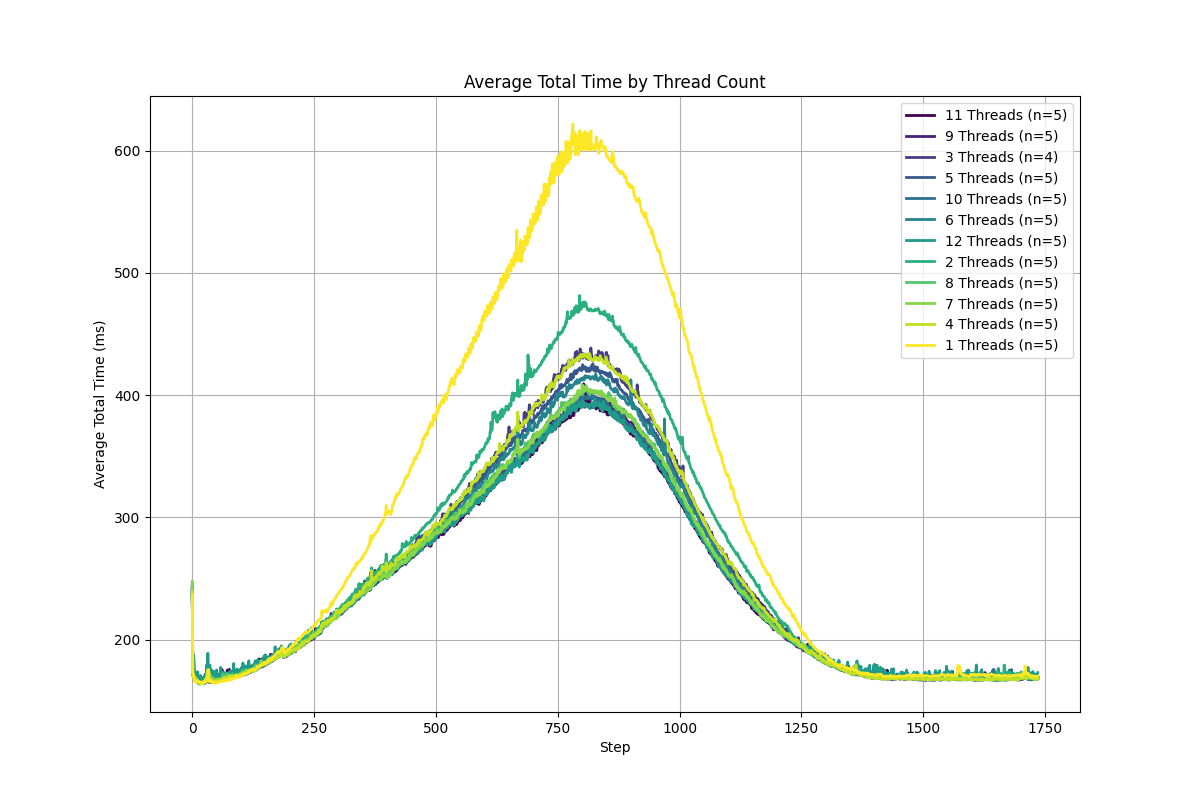 Average Total Time by Thread Count
11 Threads (n=5)
9 Threads (n=5)
3 Threads (n=4)
5 Threads (n=5)
10 Threads (n=5)
6 Threads (n=5)
12 Threads (n=5)
2 Threads (n=5)
8 Threads (n=5)
7 Threads (n=5)
4 Threads (n=5)
1 Threads (n=5)
Average Total Time (ms)
600
500
400
300
200
0 250 500 750 1000 1250 1500 1750
Step